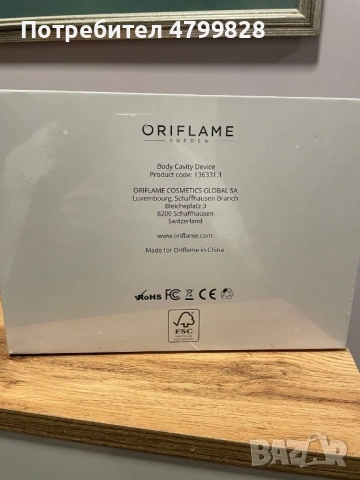 Потребител 4799828
ORIFLAME
SWEDEN
Body Cavity Device
Product code: 136331.1
ORIFLAME COSMETICS GLOBAL SA
Luxembourg, Schaffhausen Branch
Bleicheplatz 3
8200 Schaffhausen
Switzerland
www.oriflame.com
Made for Oriflame in China
RoHS FC CE
FSC
BAZAR